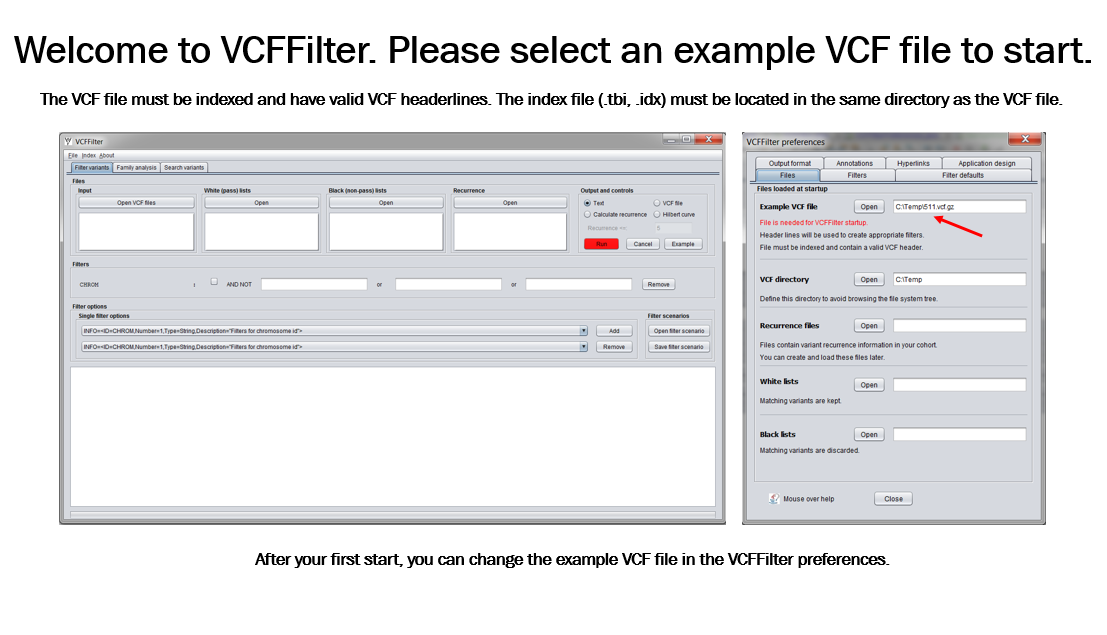 Welcome to VCFFilter. Please select an example VCF file to start.
The VCF file must be indexed and have valid VCF headerlines. The index file (.tbi, .idx) must be located in the same directory as the VCF file.
VCFFilter
File Index About
Filter variants Family analysis Search variants
Files
Input White (pass) lists Black (non-pass) lists Recurrence Output and controls
Open VCF files Open Open Open Text VCF file
Calculate recurrence Hilbert curve
Recurrence <=: 5
Run Cancel Example
Filters
CHROM : AND NOT or or Remove
Filter options
Single filter options Filter scenarios
INFO=<ID=CHROM,Number=1,Type=String,Description="Filters for chromosome id"> Add Open filter scenario
INFO=<ID=CHROM,Number=1,Type=String,Description="Filters for chromosome id"> Remove Save filter scenario
VCFFilter preferences
Output format Annotations Hyperlinks Application design
Files Filters Filter defaults
Files loaded at startup
Example VCF file Open C:\Temp\511.vcf.gz
File is needed for VCFFilter startup.
Header lines will be used to create appropriate filters.
File must be indexed and contain a valid VCF header.
VCF directory Open C:\Temp
Define this directory to avoid browsing the file system tree.
Recurrence files Open
Files contain variant recurrence information in your cohort.
You can create and load these files later.
White lists Open
Matching variants are kept.
Black lists Open
Matching variants are discarded.
Mouse over help Close
After your first start, you can change the example VCF file in the VCFFilter preferences.